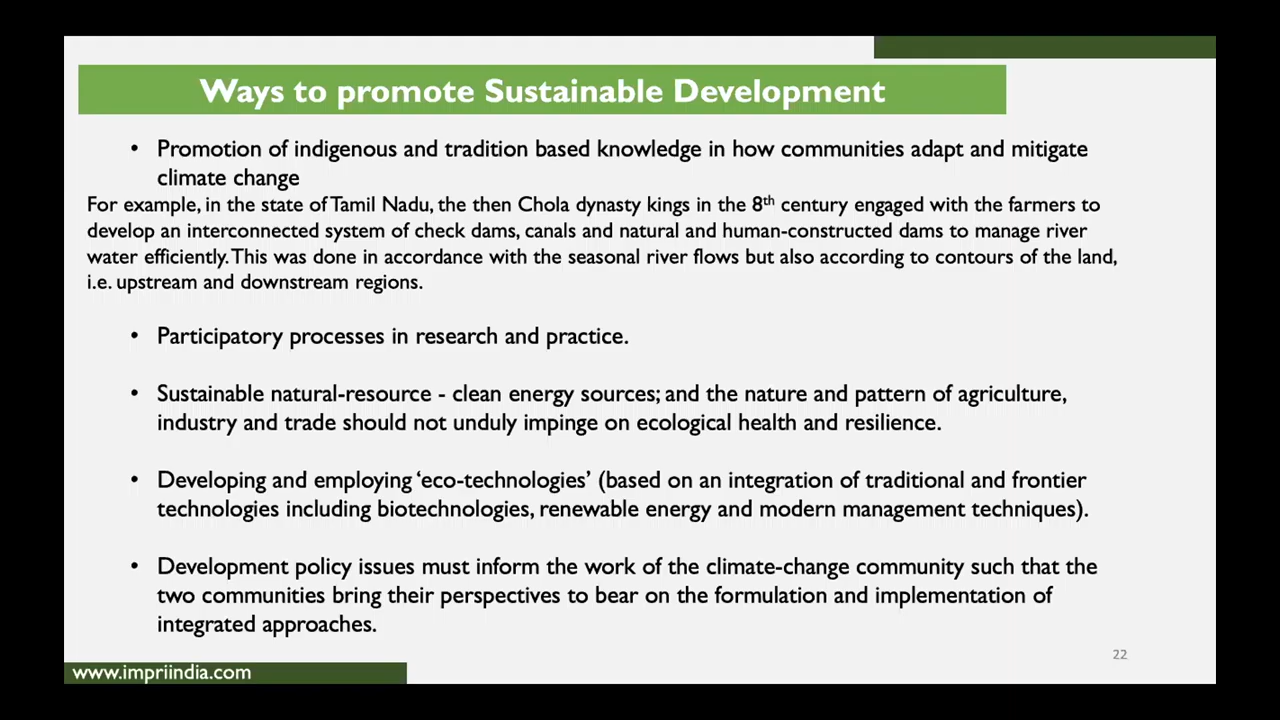 Ways to promote Sustainable Development
• Promotion of indigenous and tradition based knowledge in how communities adapt and mitigate
climate change
For example, in the state of Tamil Nadu, the then Chola dynasty kings in the 8th century engaged with the farmers to
develop an interconnected system of check dams, canals and natural and human-constructed dams to manage river
water efficiently. This was done in accordance with the seasonal river flows but also according to contours of the land,
i.e. upstream and downstream regions.
• Participatory processes in research and practice.
• Sustainable natural-resource - clean energy sources; and the nature and pattern of agriculture,
industry and trade should not unduly impinge on ecological health and resilience.
• Developing and employing ‘eco-technologies’ (based on an integration of traditional and frontier
technologies including biotechnologies, renewable energy and modern management techniques).
• Development policy issues must inform the work of the climate-change community such that the
two communities bring their perspectives to bear on the formulation and implementation of
integrated approaches.
22
www.impriindia.com